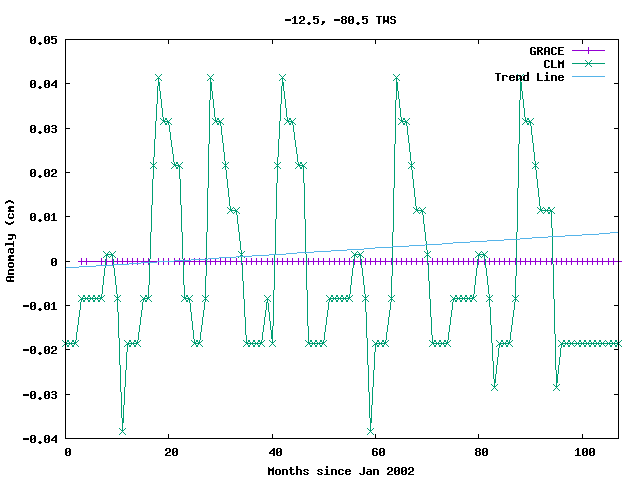 -12.5, -80.5 TWS
GRACE
CLM
Trend Line
0.05
0.04
0.03
0.02
0.01
0
-0.01
-0.02
-0.03
-0.04
Anomaly (cm)
0 20 40 60 80 100
Months since Jan 2002